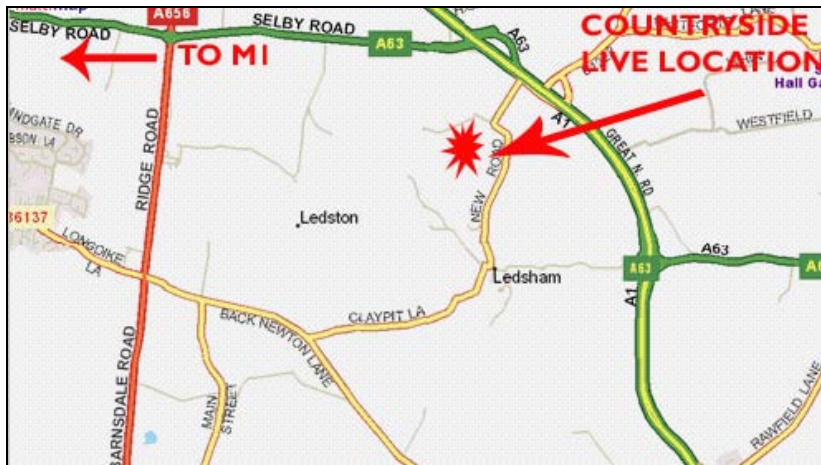 A656
SELBY ROAD
SELBY ROAD
A63
A63
COUNTRYSIDE
LIVE LOCATION
TO M1
A1
Hall
WESTFIELD
GREAT N. RD
RIDGE ROAD
NEW ROAD
Ledston
LONGDIKE
LA
Ledsham
A63
A63
A1
CLAYPIT LA
BACK NEWTON LANE
MAIN
STREET
BARNSDALE ROAD
RAWFIELD LANE